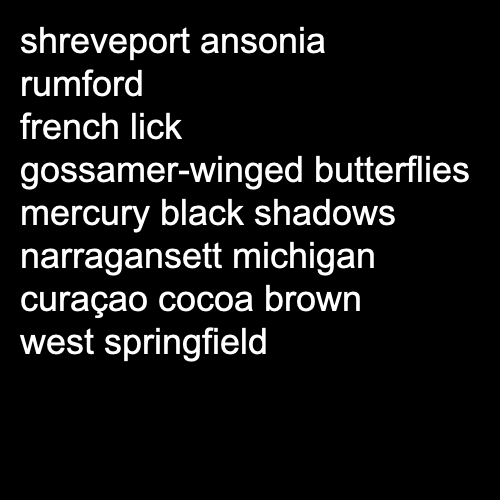 shreveport ansonia
rumford
french lick
gossamer-winged butterflies
mercury black shadows
narragansett michigan
curaçao cocoa brown
west springfield